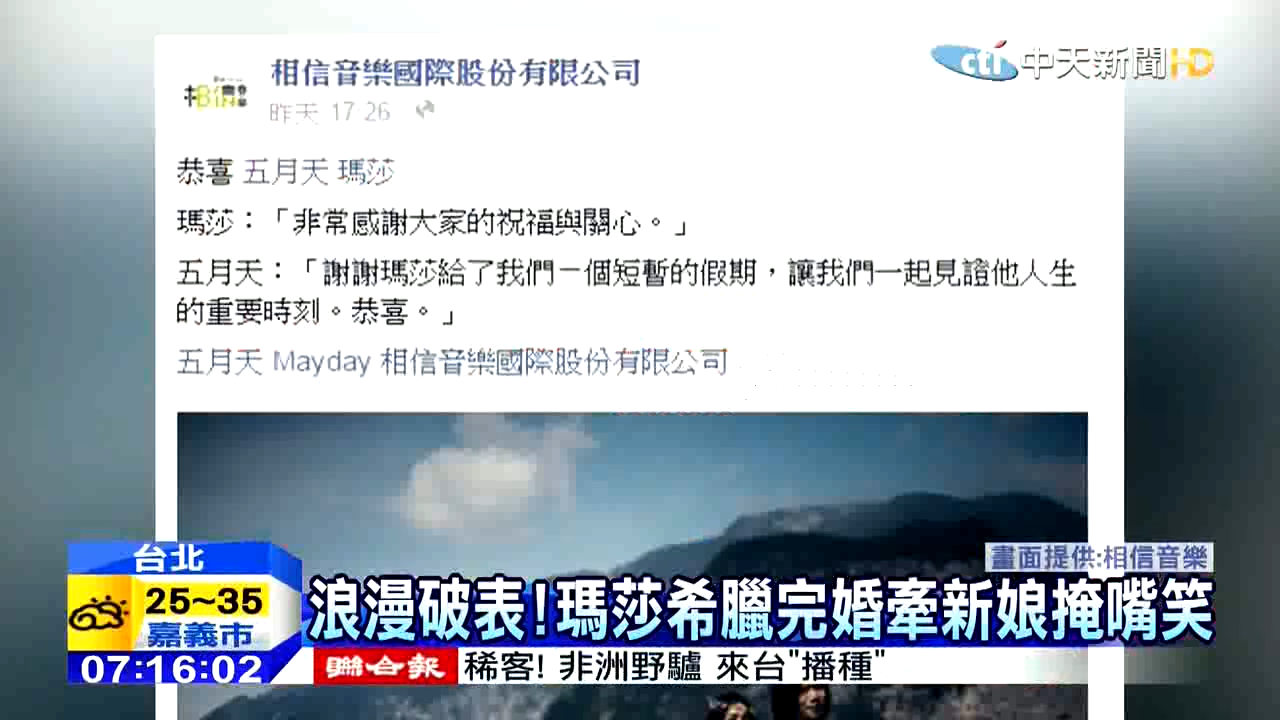 相信音樂國際股份有限公司
昨天 17:26
cti 中天新聞HD
恭喜 五月天 瑪莎
瑪莎：「非常感謝大家的祝福與關心。」
五月天：「謝謝瑪莎給了我們一個短暫的假期，讓我們一起見證他人生
的重要時刻。恭喜。」
五月天 Mayday 相信音樂國際股份有限公司
畫面提供:相信音樂
台北
25~35
嘉義市
07:16:02
浪漫破表!瑪莎希臘完婚牽新娘掩嘴笑
聯合報 稀客! 非洲野驢 來台"播種"